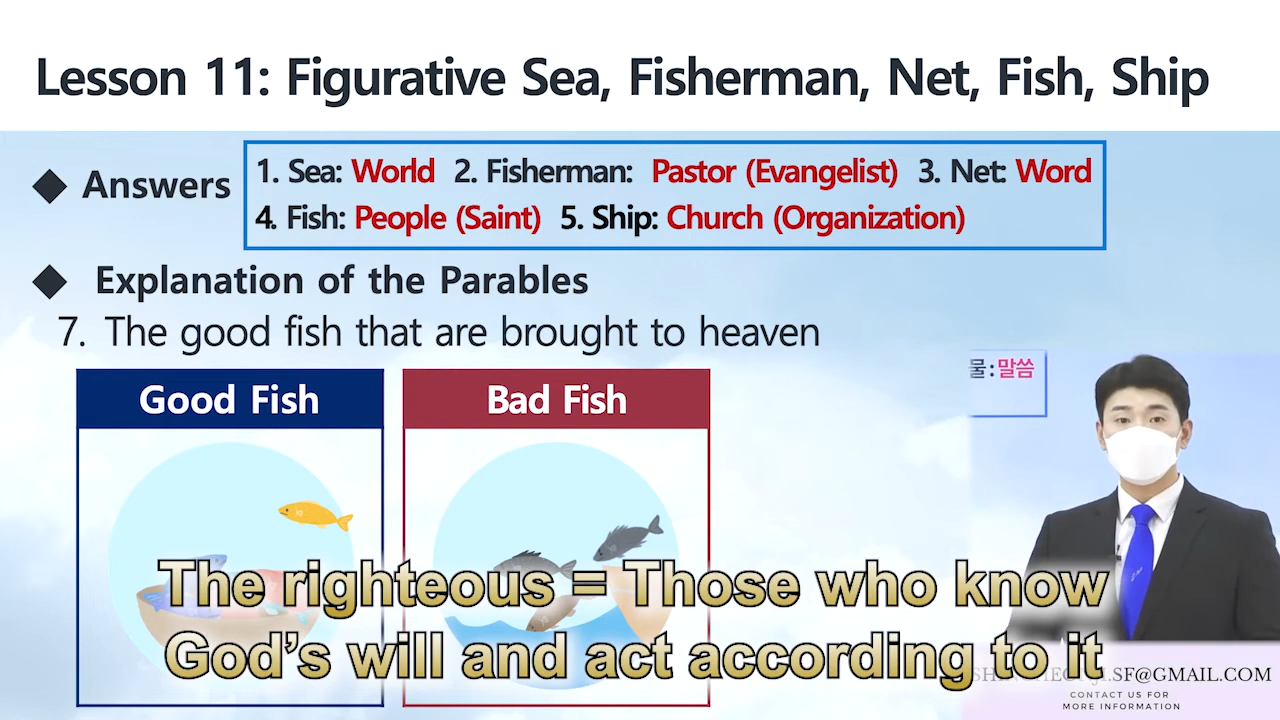 Lesson 11: Figurative Sea, Fisherman, Net, Fish, Ship
Answers
1. Sea: World 2. Fisherman: Pastor (Evangelist) 3. Net: Word
4. Fish: People (Saint) 5. Ship: Church (Organization)
Explanation of the Parables
7. The good fish that are brought to heaven
Good Fish
Bad Fish
물:말씀
The righteous = Those who know
God's will and act according to it
.SF@GMAIL.COM
CONTACT US FOR
MORE INFORMATION